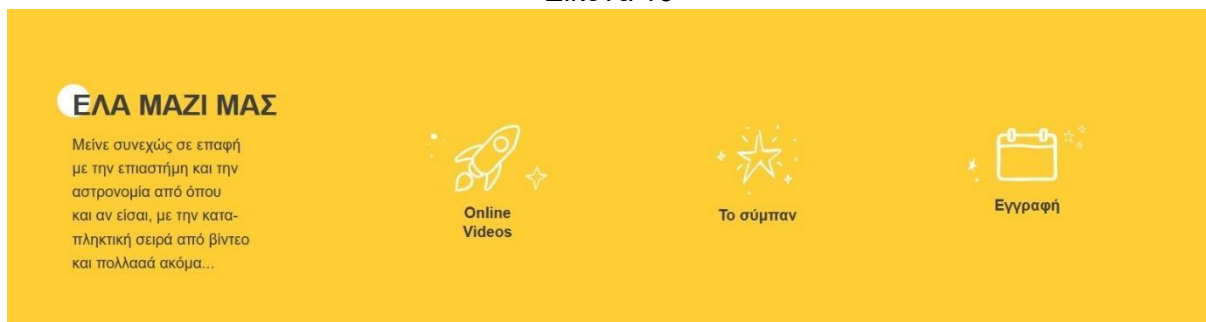 ΕΛΑ ΜΑΖΙ ΜΑΣ
Μείνε συνεχώς σε επαφή
με την επιαστήμη και την
αστρονομία από όπου
και αν είσαι, με την κατα-
πληκτική σειρά από βίντεο
και πολλααά ακόμα...
Online
Videos
Το σύμπαν
Εγγραφή